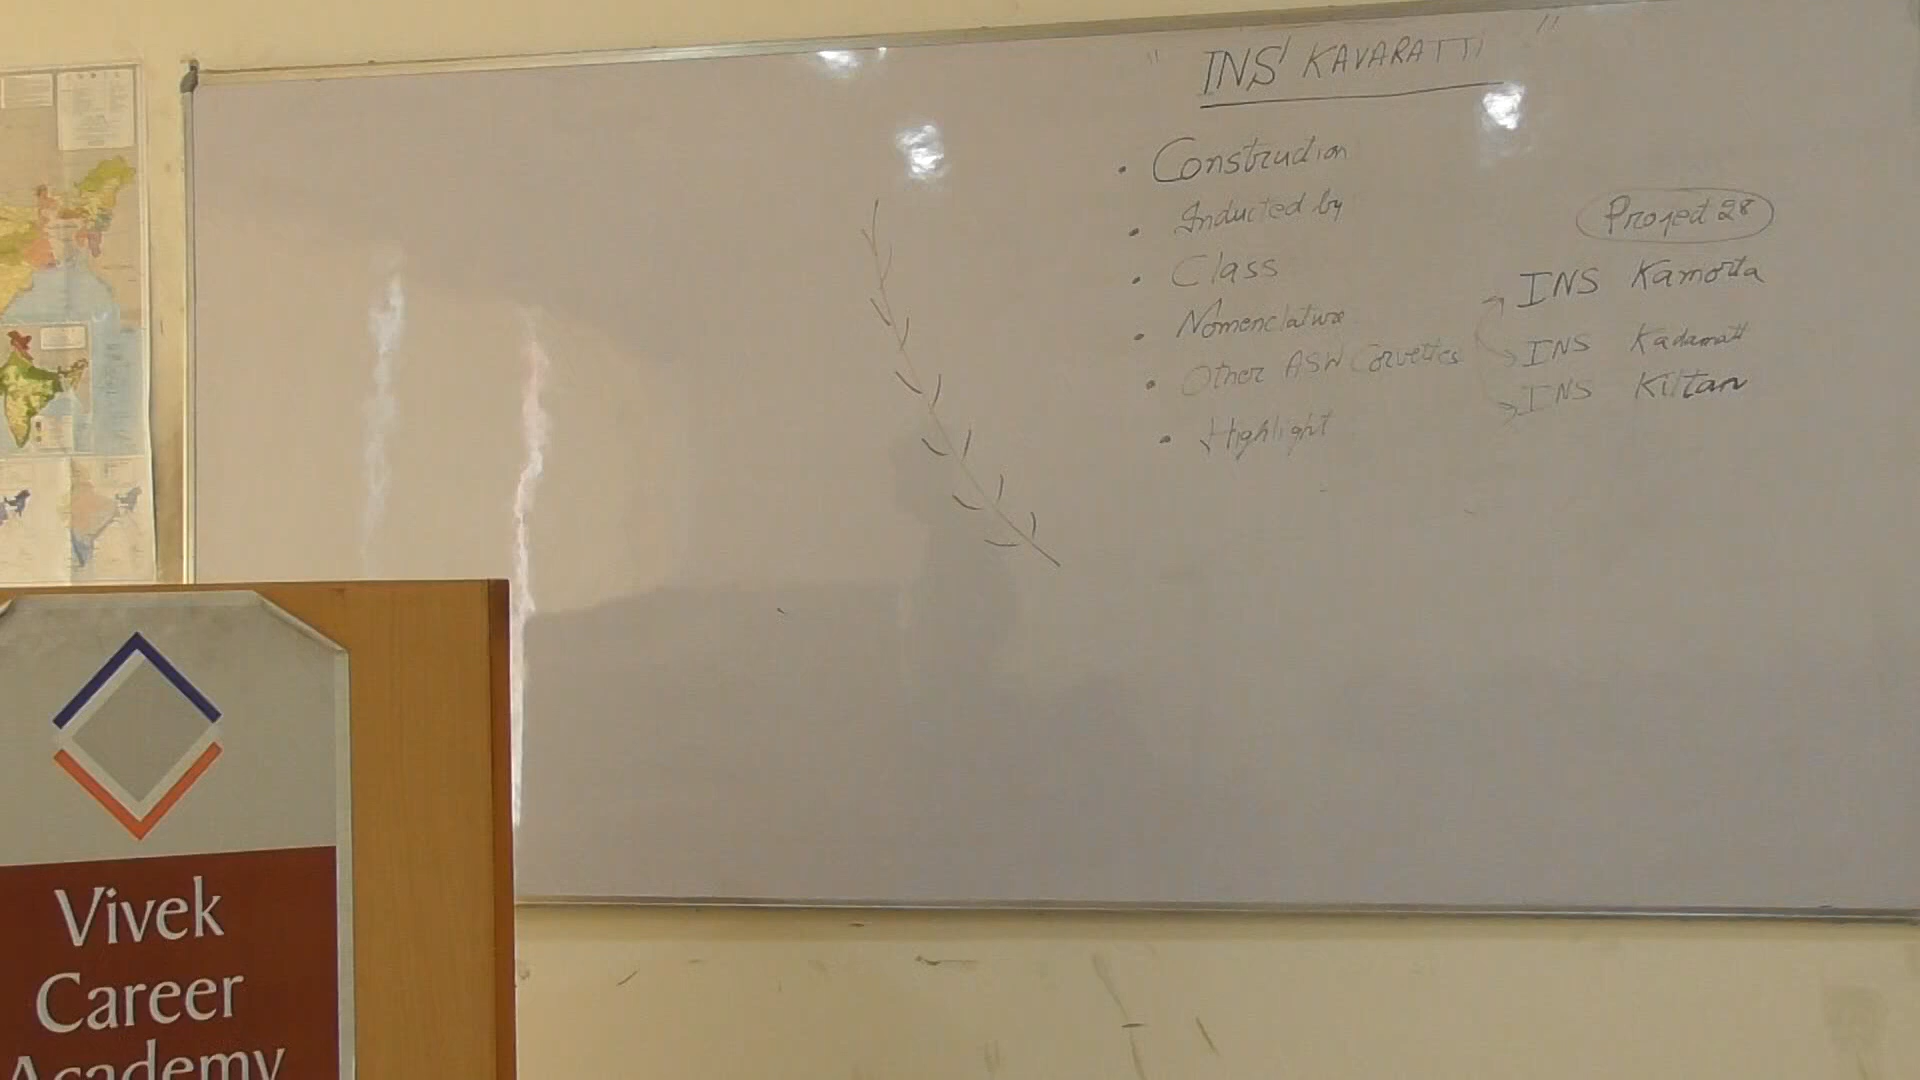 " INS KAVARATTI "
• Construction
• Inducted by
• Class
• Nomenclature
• Other ASW Corvettes
• Highlight
Project 28
INS Kamorta
INS Kadamatt
INS Kiltan
Vivek
Career
Academy